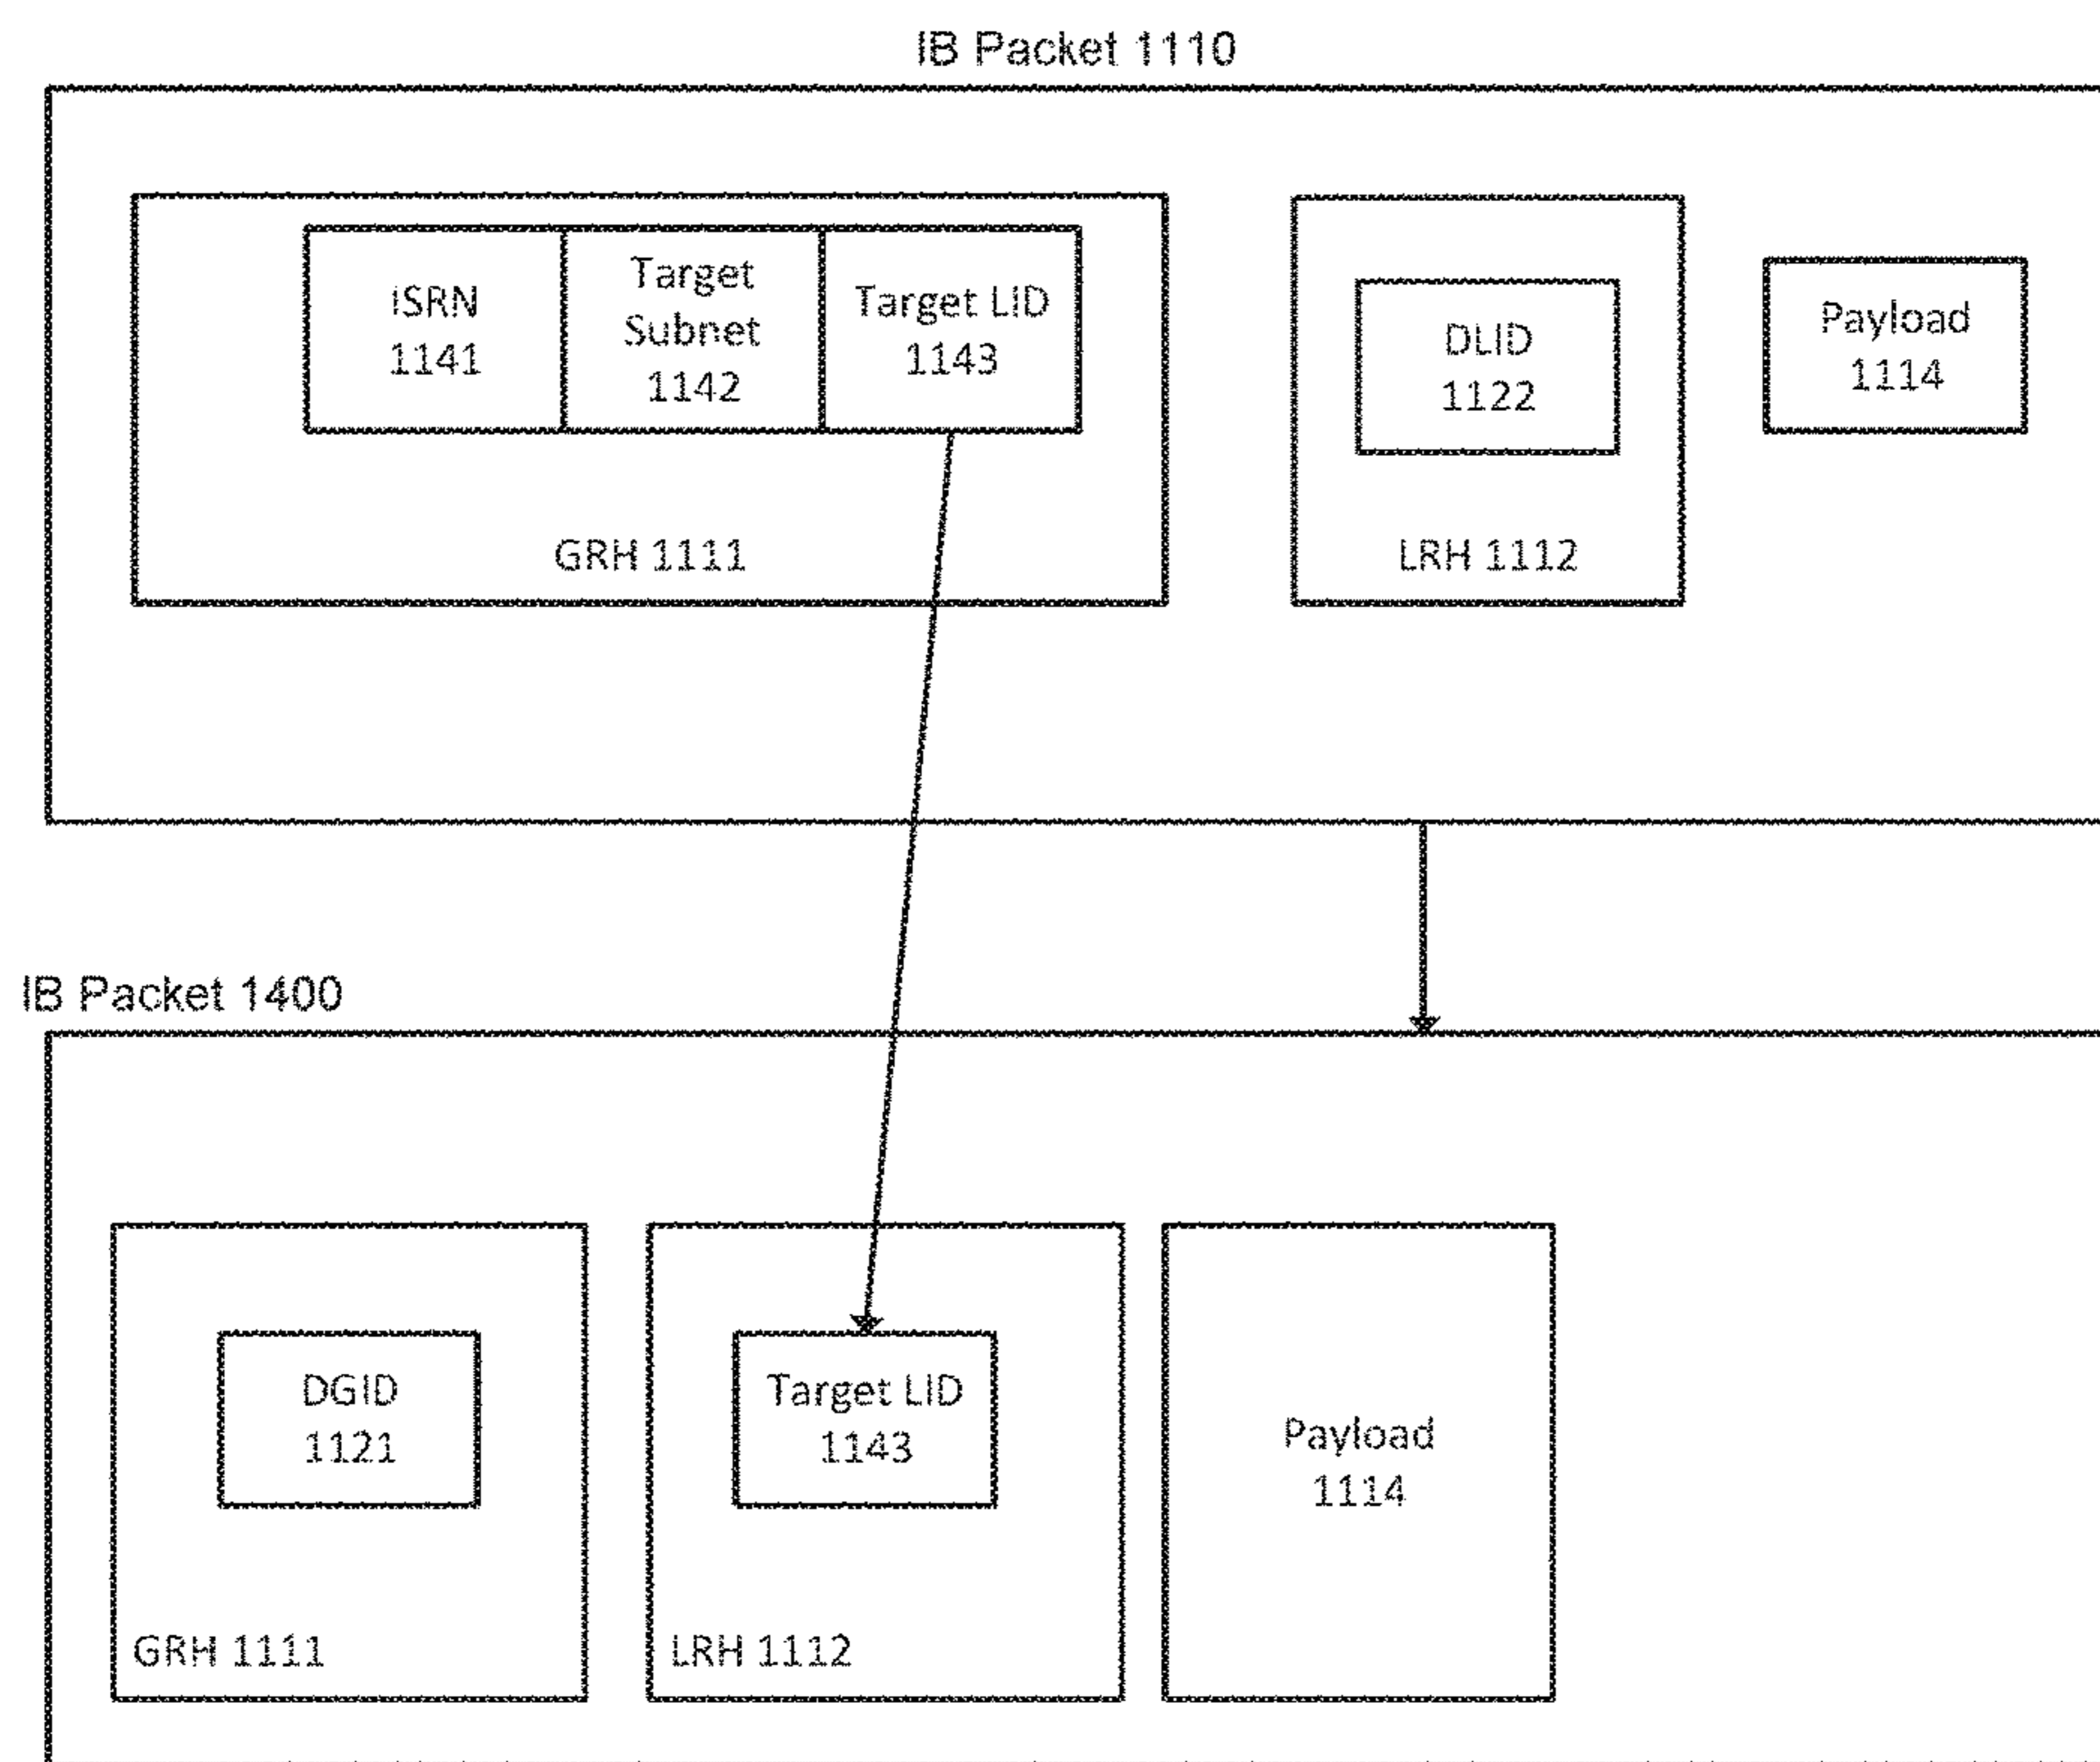 IB Packet 1110
ISRN
1141
Target
Subnet
1142
Target LID
1143
GRH 1111
DLID
1122
LRH 1112
Payload
1114
IB Packet 1400
DGID
1121
GRH 1111
Target LID
1143
LRH 1112
Payload
1114